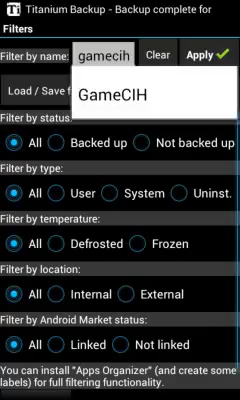 Titanium Backup - Backup complete for
Filters
Filter by name: gamecih Clear Apply
GameCIH
Load / Save f
Filter by status:
All Backed up Not backed up
Filter by type:
All User System Uninst.
Filter by temperature:
All Defrosted Frozen
Filter by location:
All Internal External
Filter by Android Market status:
All Linked Not linked
You can install "Apps Organizer" (and create some
labels) for full filtering functionality.